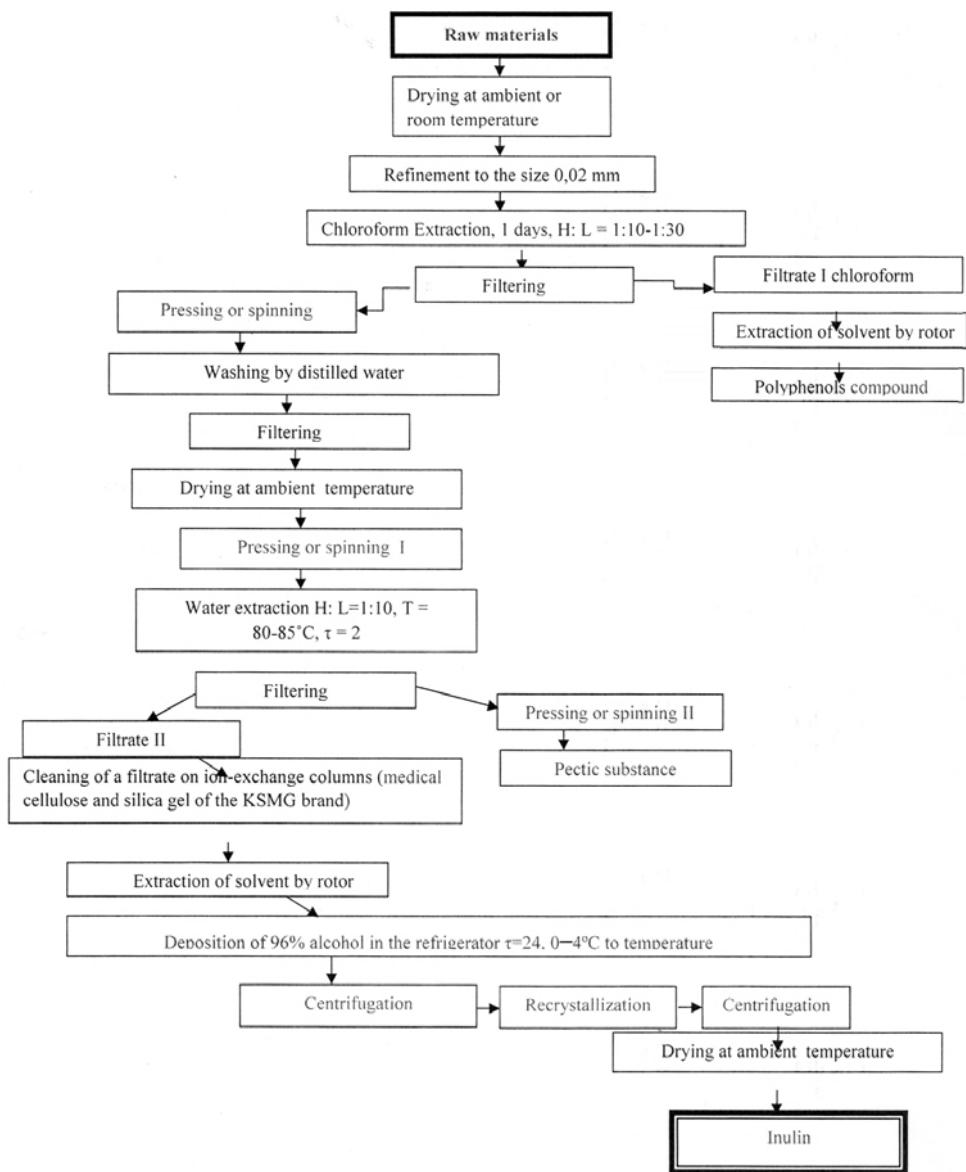 Raw materials
Drying at ambient or
room temperature
Refinement to the size 0,02 mm
Chloroform Extraction, 1 days, H: L = 1:10-1:30
Filtering
Filtrate I chloroform
Pressing or spinning
Extraction of solvent by rotor
Washing by distilled water
Polyphenols compound
Filtering
Drying at ambient temperature
Pressing or spinning I
Water extraction H: L=1:10, T =
80-85˚C, τ = 2
Filtering
Pressing or spinning II
Filtrate II
Pectic substance
Cleaning of a filtrate on ion-exchange columns (medical
cellulose and silica gel of the KSMG brand)
Extraction of solvent by rotor
Deposition of 96% alcohol in the refrigerator τ=24. 0–4ºC to temperature
Centrifugation
Recrystallization
Centrifugation
Drying at ambient temperature
Inulin